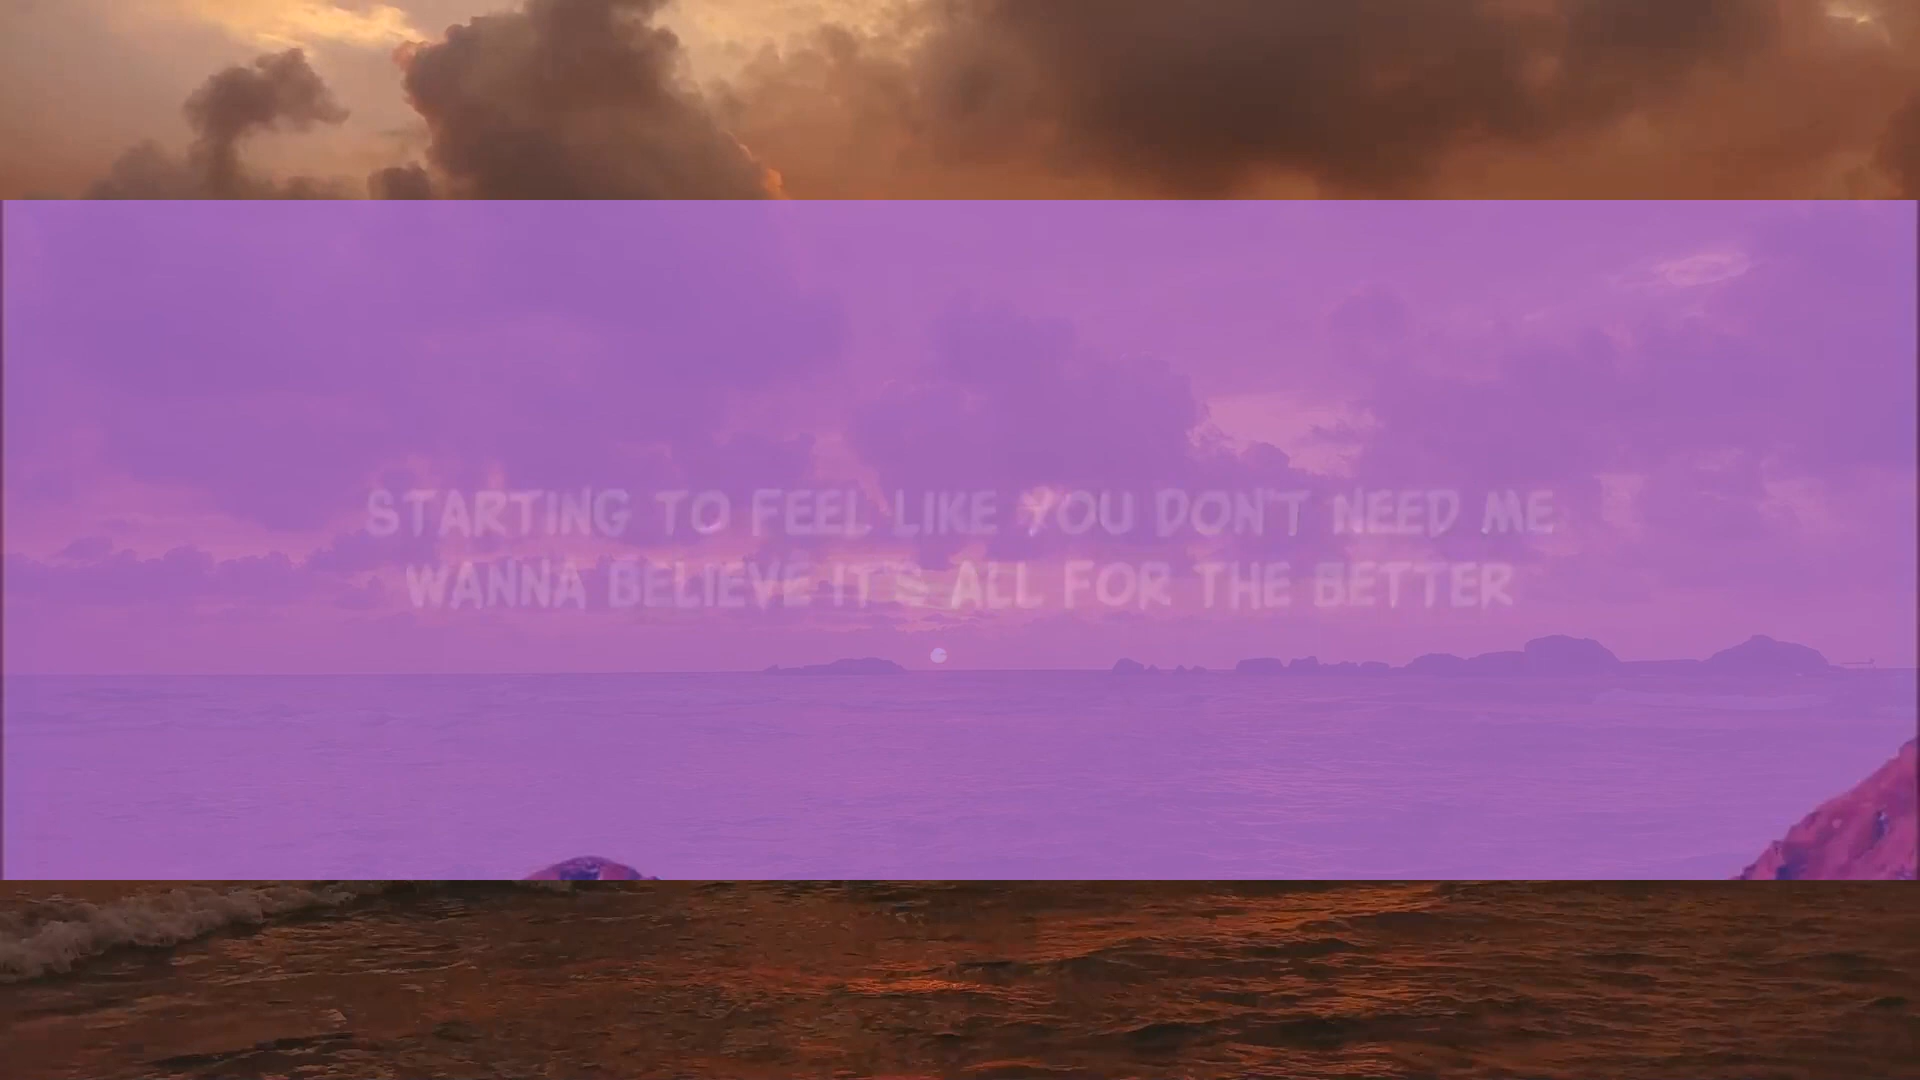 STARTING TO FEEL LIKE YOU DON'T NEED ME
WANNA BELIEVE IT'S ALL FOR THE BETTER